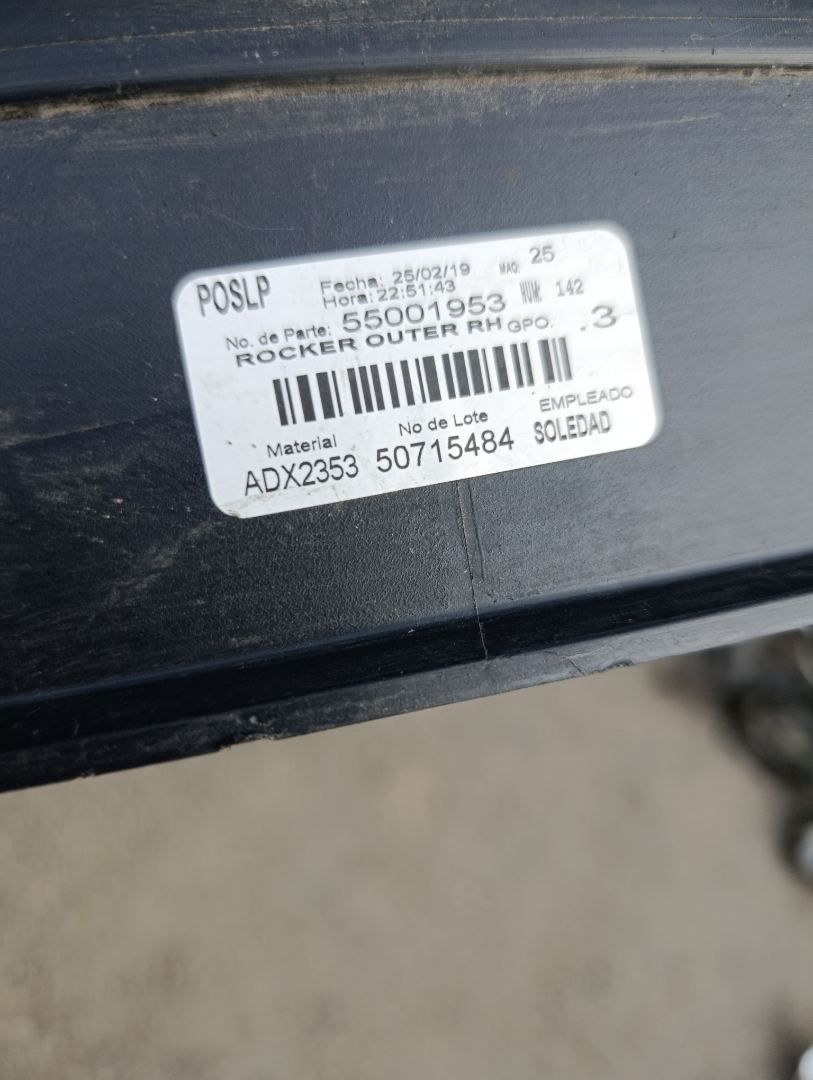 POSLP
Fecha: 25/02/19 MAQ: 25
Hora: 22:51:43 NUM: 142
No. de Parte: 55001953
ROCKER OUTER RH GPO. .3
Material No de Lote EMPLEADO
ADX2353 50715484 SOLEDAD